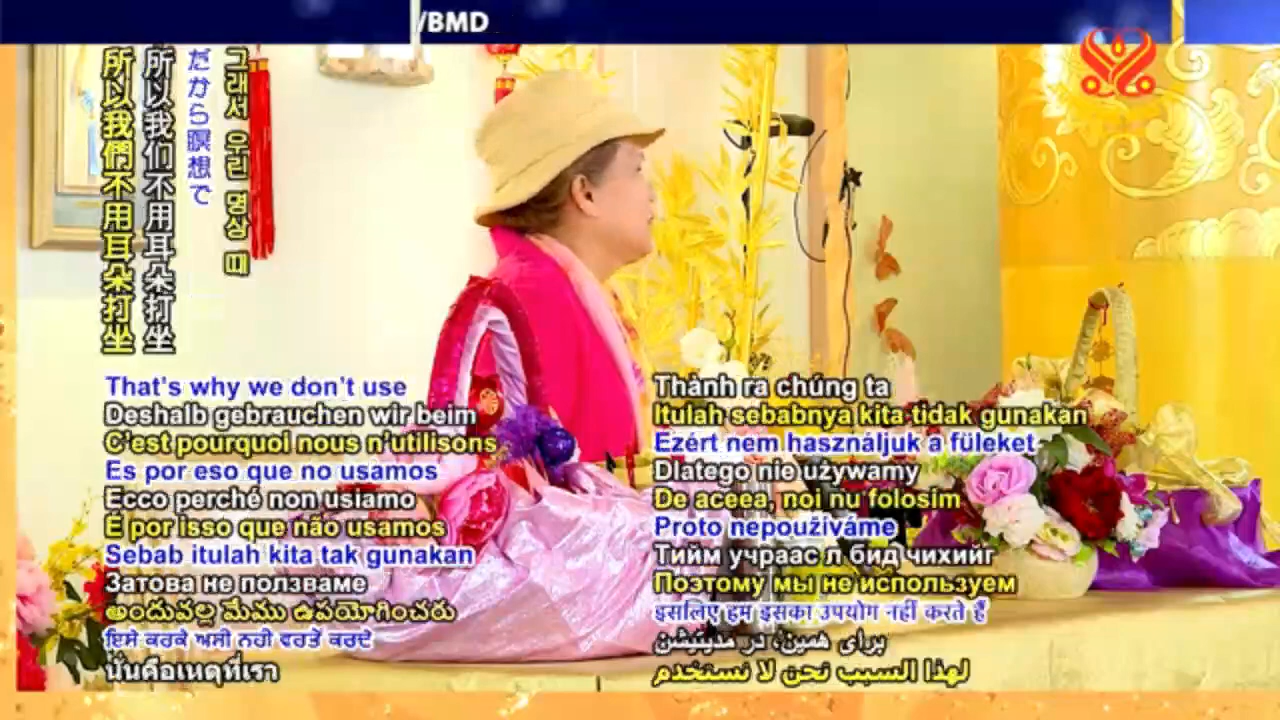 /BMD
所以我們不用耳朵打坐
所以我们不用耳朵打坐
だから瞑想で
그래서 우린 명상 때
That's why we don't use
Deshalb gebrauchen wir beim
C'est pourquoi nous n'utilisons
Es por eso que no usamos
Ecco perché non usiamo
É por isso que não usamos
Sebab itulah kita tak gunakan
Затова не ползваме
అందువల్ల మేము ఉపయోగించరు
ਇਸੇ ਕਰਕੇ ਅਸੀ ਨਹੀ ਵਰਤੋਂ ਕਰਦੇ
นั่นคือเหตุที่เรา
Thành ra chúng ta
Itulah sebabnya kita tidak gunakan
Ezért nem használjuk a füleket
Dlatego nie używamy
De aceea, noi nu folosim
Proto nepoužíváme
Тийм учраас л бид чихийг
Поэтому мы не используем
इसलिए हम इसका उपयोग नहीं करते हैं
برای همین، در مدیتیشن
لهذا السبب نحن لا نستخدم